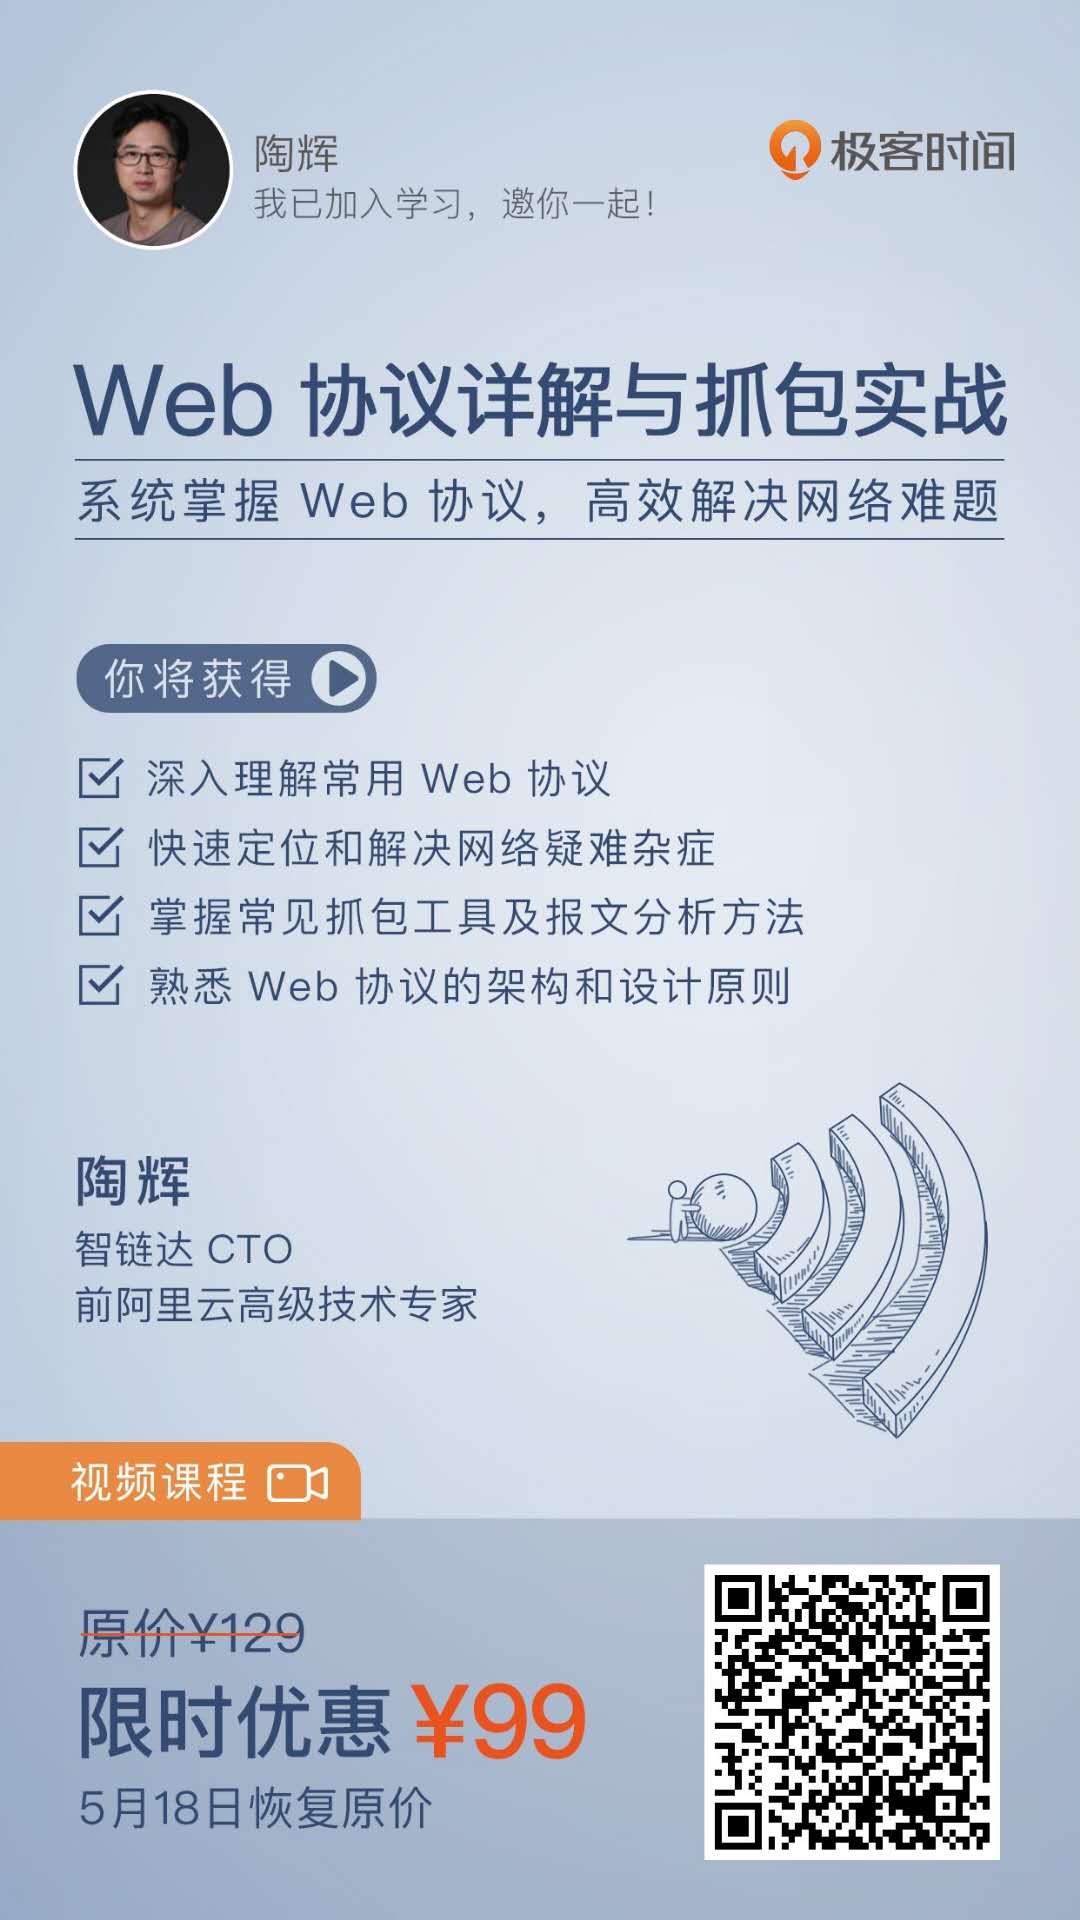 陶辉
我已加入学习，邀你一起！
极客时间
Web 协议详解与抓包实战
系统掌握 Web 协议，高效解决网络难题
你将获得
深入理解常用 Web 协议
快速定位和解决网络疑难杂症
掌握常见抓包工具及报文分析方法
熟悉 Web 协议的架构和设计原则
陶辉
智链达 CTO
前阿里云高级技术专家
视频课程
原价¥129
限时优惠 ¥99
5月18日恢复原价